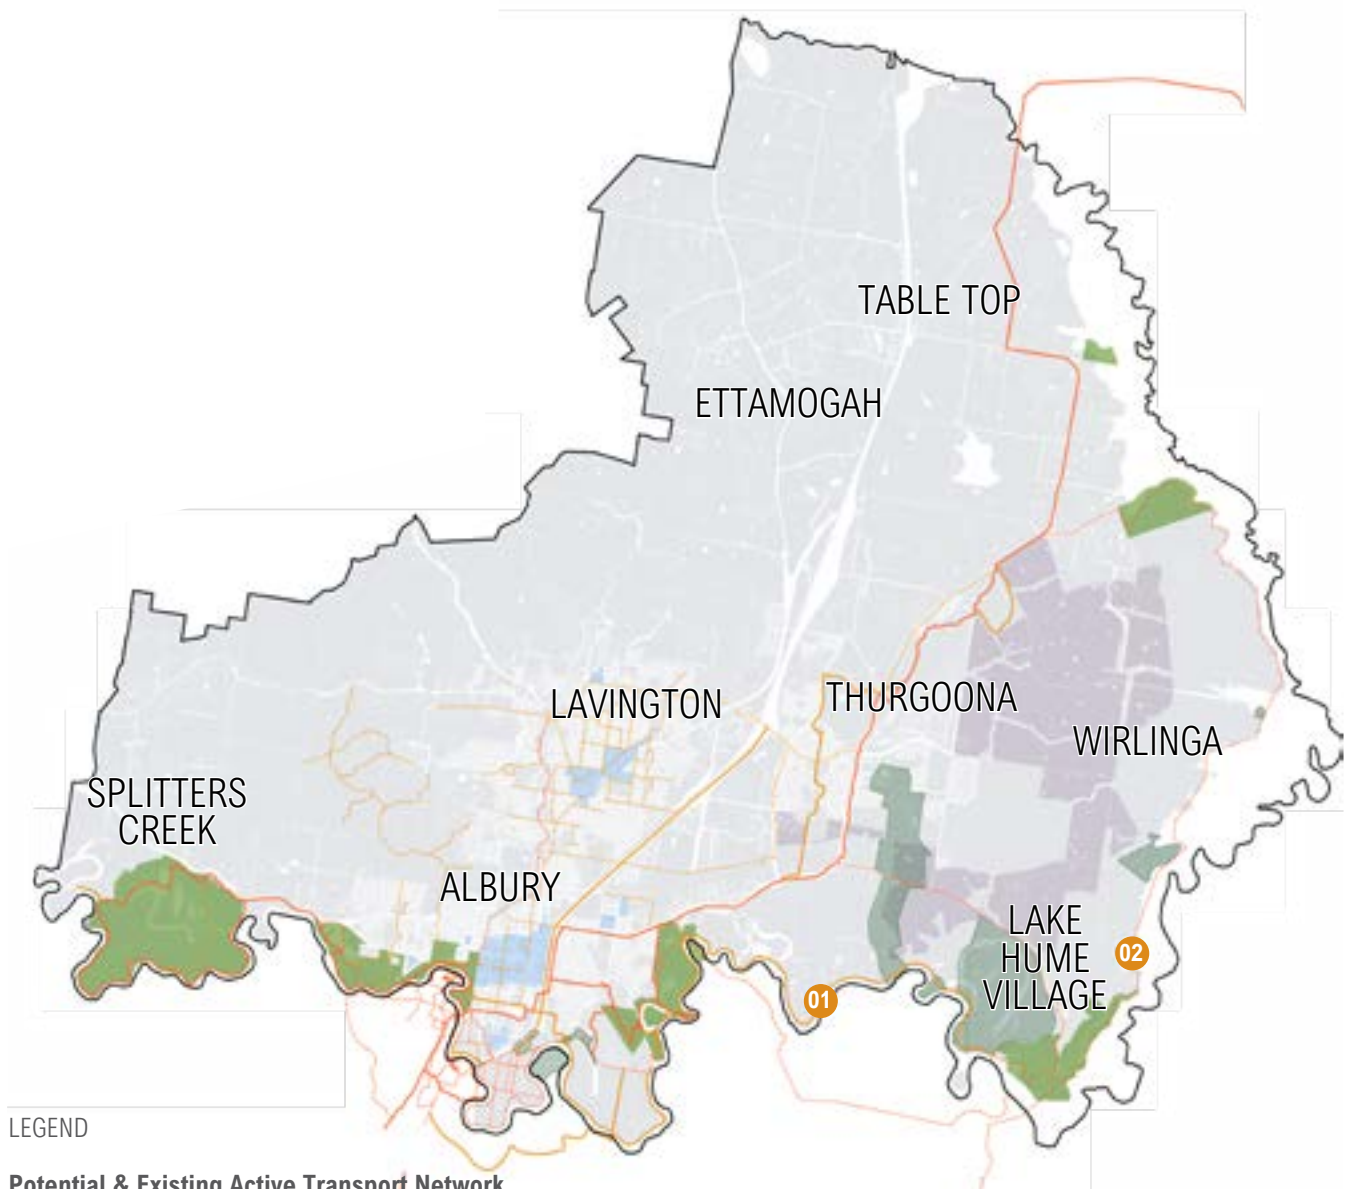 TABLE TOP
ETTAMOGAH
LAVINGTON
THURGOONA
WIRLINGA
SPLITTERS
CREEK
ALBURY
LAKE
HUME
VILLAGE
02
01
LEGEND
Potential & Existing Active Transport Network